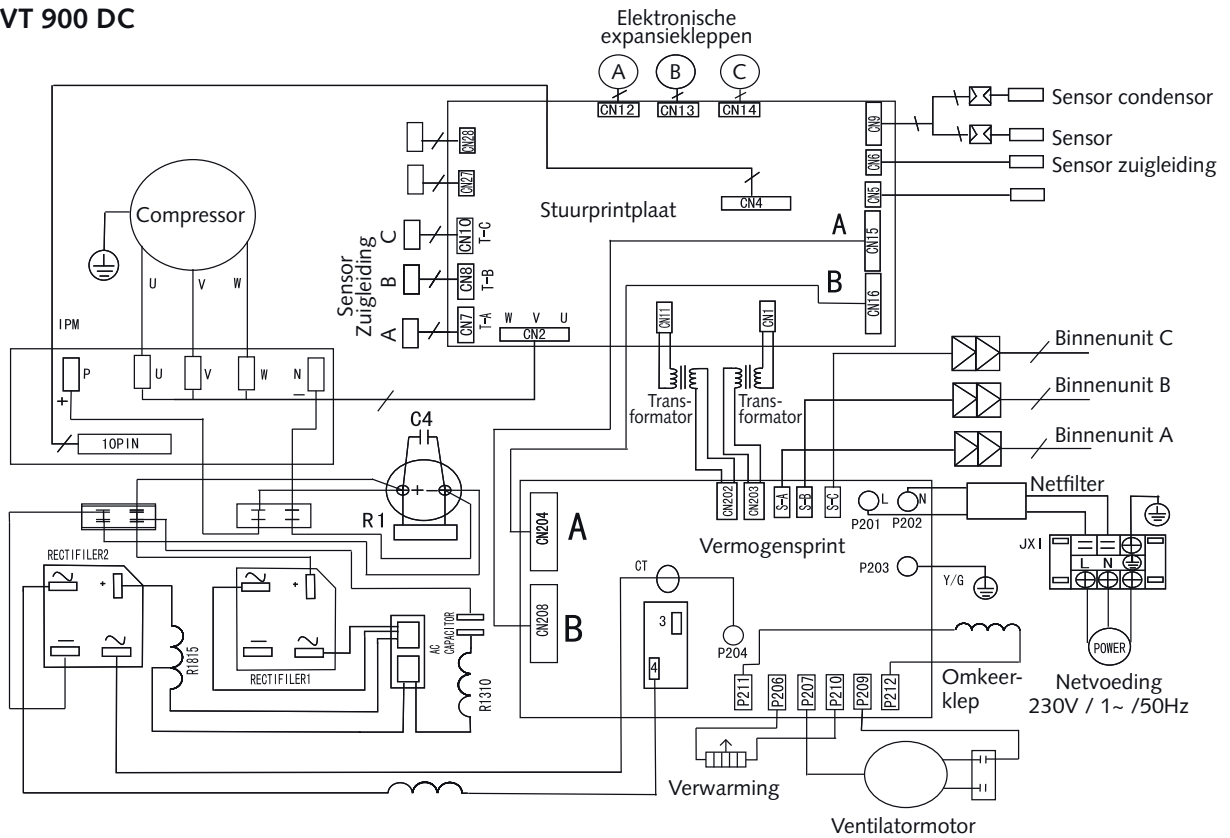 VT 900 DC
Elektronische
expansiekleppen
A
B
C
CN12
CN13
CN14
CN28
CN27
CN10
T-C
CN8
T-B
CN7
T-A
Sensor
Zuigleiding
C
B
A
Stuurprintplaat
CN4
CN9
CN6
CN5
A
CN15
B
CN16
Sensor condensor
Sensor
Sensor zuigleiding
Compressor
U
V
W
IPM
P
+
U
V
W
N
−
10PIN
W V U
CN2
CN11
CN1
Trans-
formator
Trans-
formator
Binnenunit C
Binnenunit B
Binnenunit A
C4
+
−
R1
CN202
CN203
S-A
S-B
S-C
L
N
P201
P202
Netfilter
Vermogensprint
CN204
A
CN208
B
CT
3
4
P204
P203
Y/G
JX1
L
N
POWER
Netvoeding
230V / 1~ /50Hz
RECTIFILER2
+
R1815
RECTIFILER1
+
AC
CAPACITOR
R1310
P211
P206
P207
P210
P209
P212
Omkeer-
klep
Verwarming
Ventilatormotor